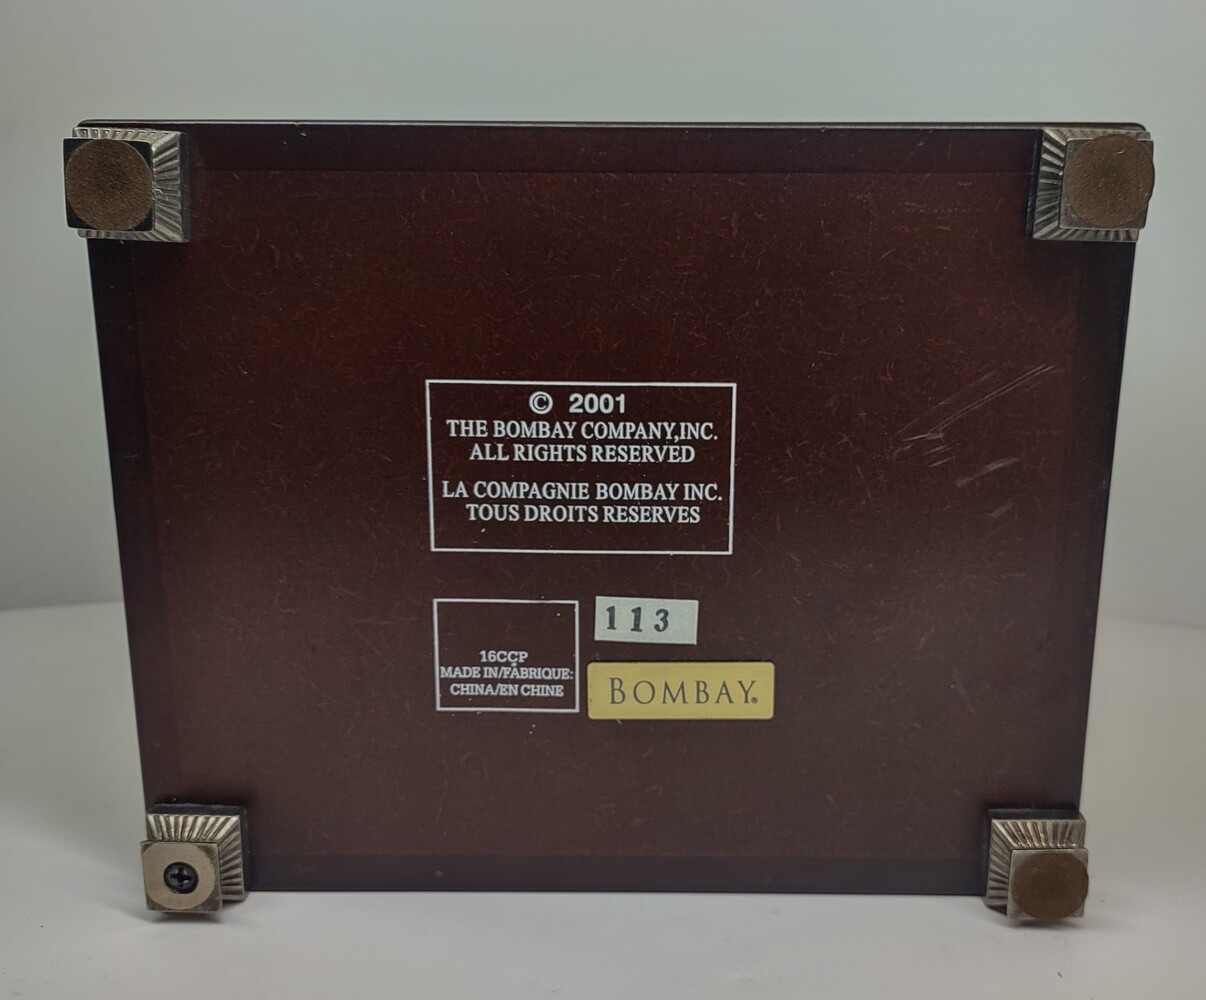 © 2001
THE BOMBAY COMPANY,INC.
ALL RIGHTS RESERVED
LA COMPAGNIE BOMBAY INC.
TOUS DROITS RESERVES
113
16CCP
MADE IN/FABRIQUE:
CHINA/EN CHINE
BOMBAY®